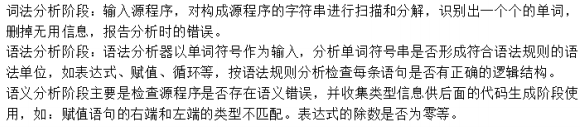 词法分析阶段：输入源程序，对构成源程序的字符串进行扫描和分解，识别出一个个的单词，
删掉无用信息，报告分析时的错误。
语法分析阶段：语法分析器以单词符号作为输入，分析单词符号串是否形成符合语法规则的语
法单位，如表达式、赋值、循环等，按语法规则分析检查每条语句是否有正确的逻辑结构。
语义分析阶段主要是检查源程序是否存在语义错误，并收集类型信息供后面的代码生成阶段使
用，如：赋值语句的右端和左端的类型不匹配。表达式的除数是否为零等。